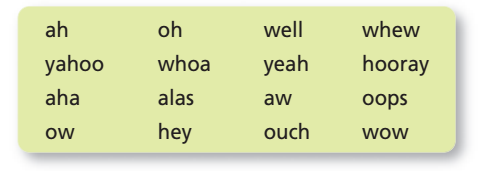 ah oh well whew
yahoo whoa yeah hooray
aha alas aw oops
ow hey ouch wow